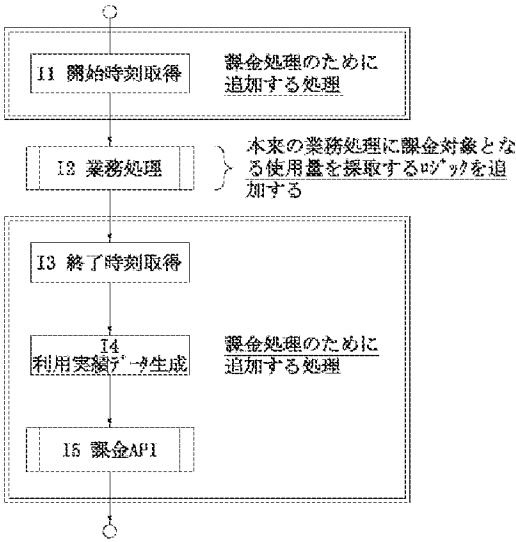 I1 開始時刻取得
課金処理のために
追加する処理
I2 業務処理
本来の業務処理に課金対象とな
る使用量を採取するﾛｼﾞｯｸを追
加する
I3 終了時刻取得
I4
利用実績ﾃﾞｰﾀ生成
課金処理のために
追加する処理
I5 課金API